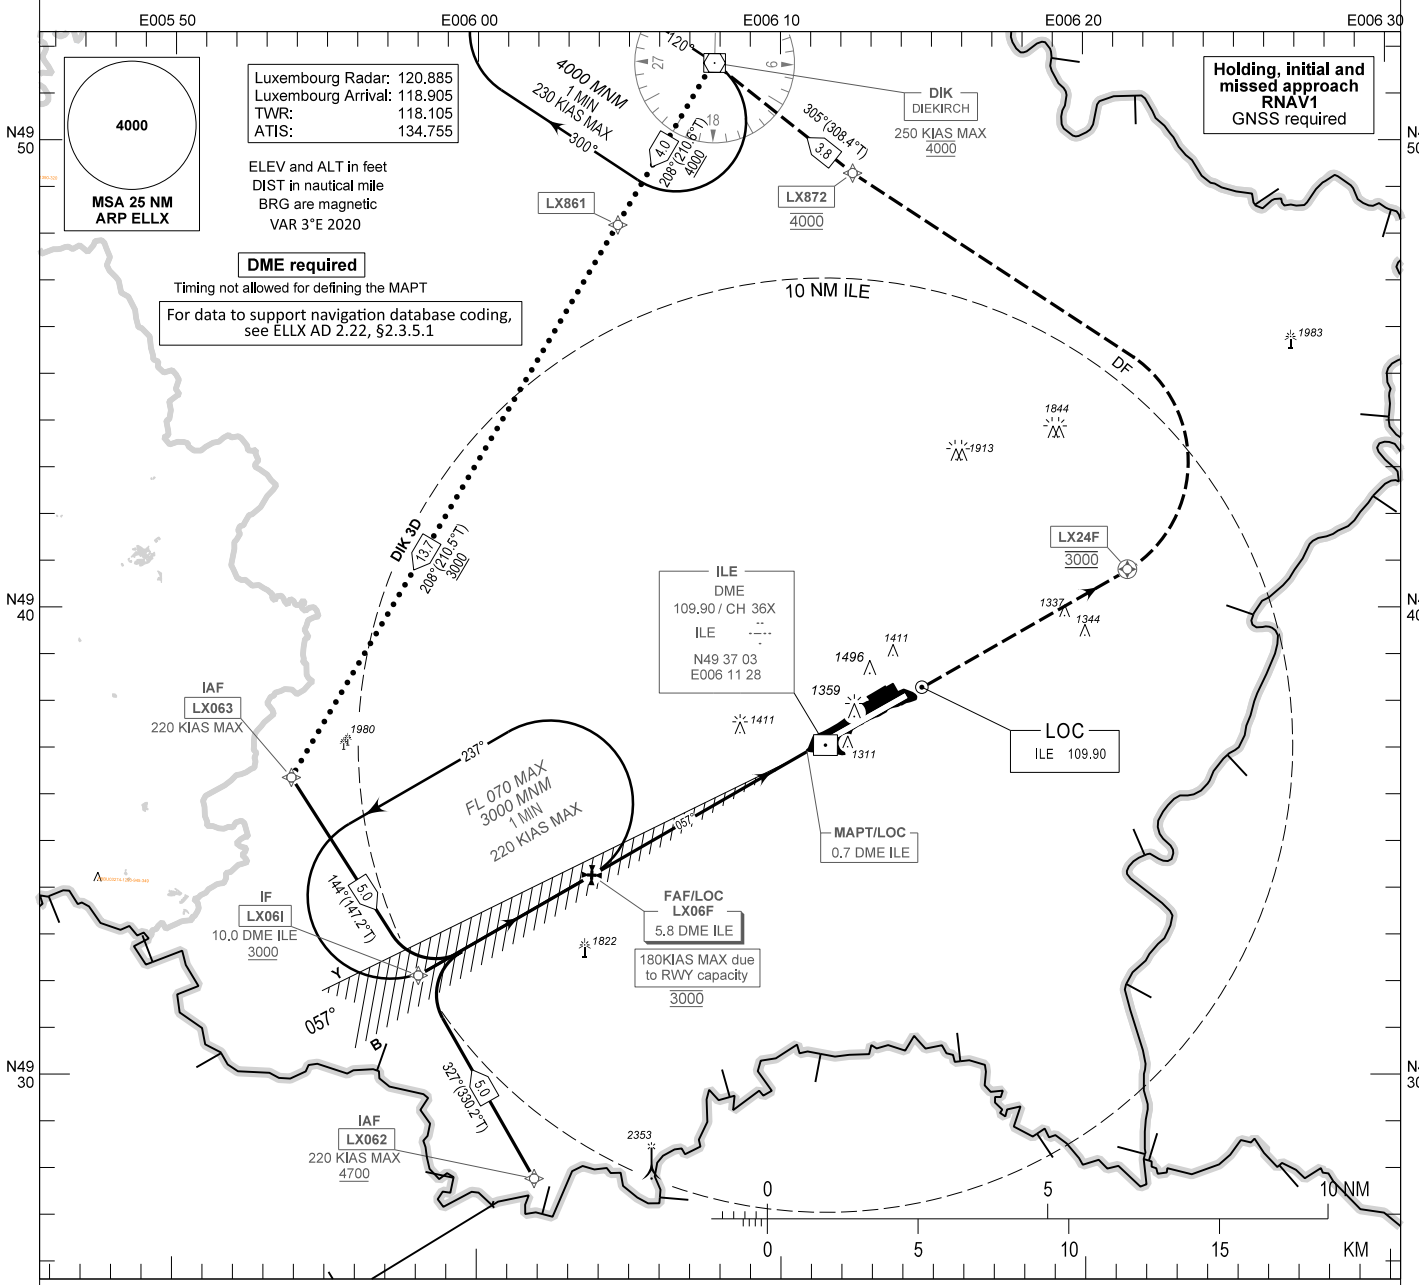 E005 50
E006 00
E006 10
E006 20
E006 30
4000
MSA 25 NM
ARP ELLX
Luxembourg Radar: 120.885
Luxembourg Arrival: 118.905
TWR: 118.105
ATIS: 134.755
ELEV and ALT in feet
DIST in nautical mile
BRG are magnetic
VAR 3°E 2020
DME required
Timing not allowed for defining the MAPT
For data to support navigation database coding,
see ELLX AD 2.22, §2.3.5.1
N49
50
120°
27
9
18
4000 MNM
1 MIN
230 KIAS MAX
300°
4.0
208°(210.6°T)
4000
305°(308.4°T)
3.8
DIK
DIEKIRCH
250 KIAS MAX
4000
Holding, initial and
missed approach
RNAV1
GNSS required
LX861
LX872
4000
10 NM ILE
DF
1983
1844
1913
DIK 3D
13.7
208°(210.5°T)
3000
LX24F
3000
N49
40
ILE
DME
109.90 / CH 36X
ILE
N49 37 03
E006 11 28
1337
1344
1411
1496
1359
1411
1311
LOC
ILE 109.90
IAF
LX063
220 KIAS MAX
1980
237°
FL 070 MAX
3000 MNM
1 MIN
220 KIAS MAX
057°
MAPT/LOC
0.7 DME ILE
5.0
144°(147.2°T)
IF
LX06I
10.0 DME ILE
3000
FAF/LOC
LX06F
5.8 DME ILE
180KIAS MAX due
to RWY capacity
3000
1822
Y
057°
B
N49
30
5.0
327°(330.2°T)
IAF
LX062
220 KIAS MAX
4700
2353
0
5
10 NM
0
5
10
15
KM